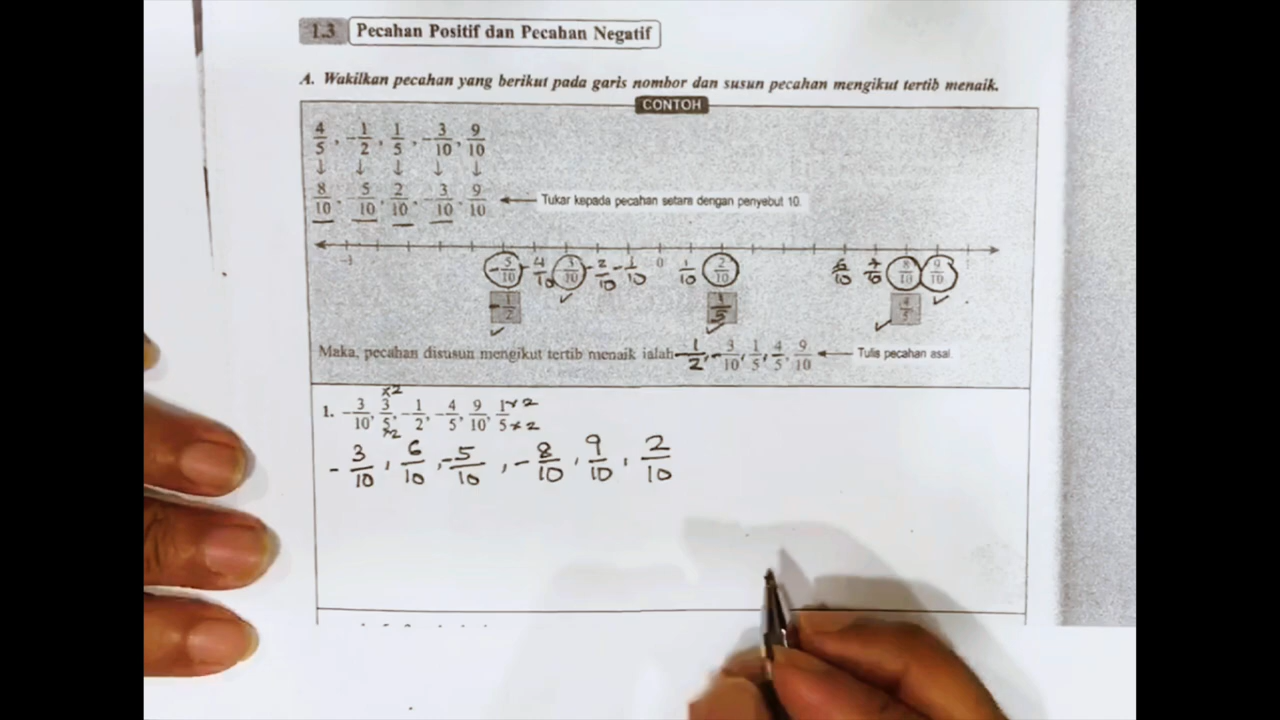 1.3 Pecahan Positif dan Pecahan Negatif
A. Wakilkan pecahan yang berikut pada garis nombor dan susun pecahan mengikut tertib menaik.
CONTOH
4/5, -1/2, 1/5, -3/10, 9/10
↓ ↓ ↓ ↓ ↓
8/10, -5/10, 2/10, -3/10, 9/10 ← Tukar kepada pecahan setara dengan penyebut 10.
-1 -5/10 -4/10 -3/10 -2/10 -1/10 0 1/10 2/10 6/10 7/10 8/10 9/10 1
-1/2 1/5 4/5
Maka, pecahan disusun mengikut tertib menaik ialah -1/2, -3/10, 1/5, 4/5, 9/10 ← Tulis pecahan asal.
×2
1. -3/10, 3/5, -1/2, -4/5, 9/10, 1/5 ×2 ×2
×2
-3/10, 6/10, -5/10, -8/10, 9/10, 2/10